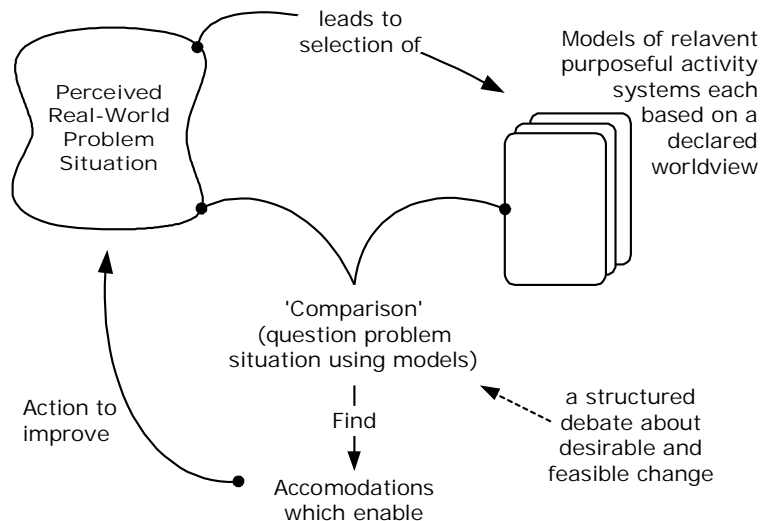 leads to
selection of
Perceived
Real-World
Problem
Situation
Models of relavent
purposeful activity
systems each
based on a
declared
worldview
'Comparison'
(question problem
situation using models)
Find
a structured
debate about
desirable and
feasible change
Action to
improve
Accomodations
which enable